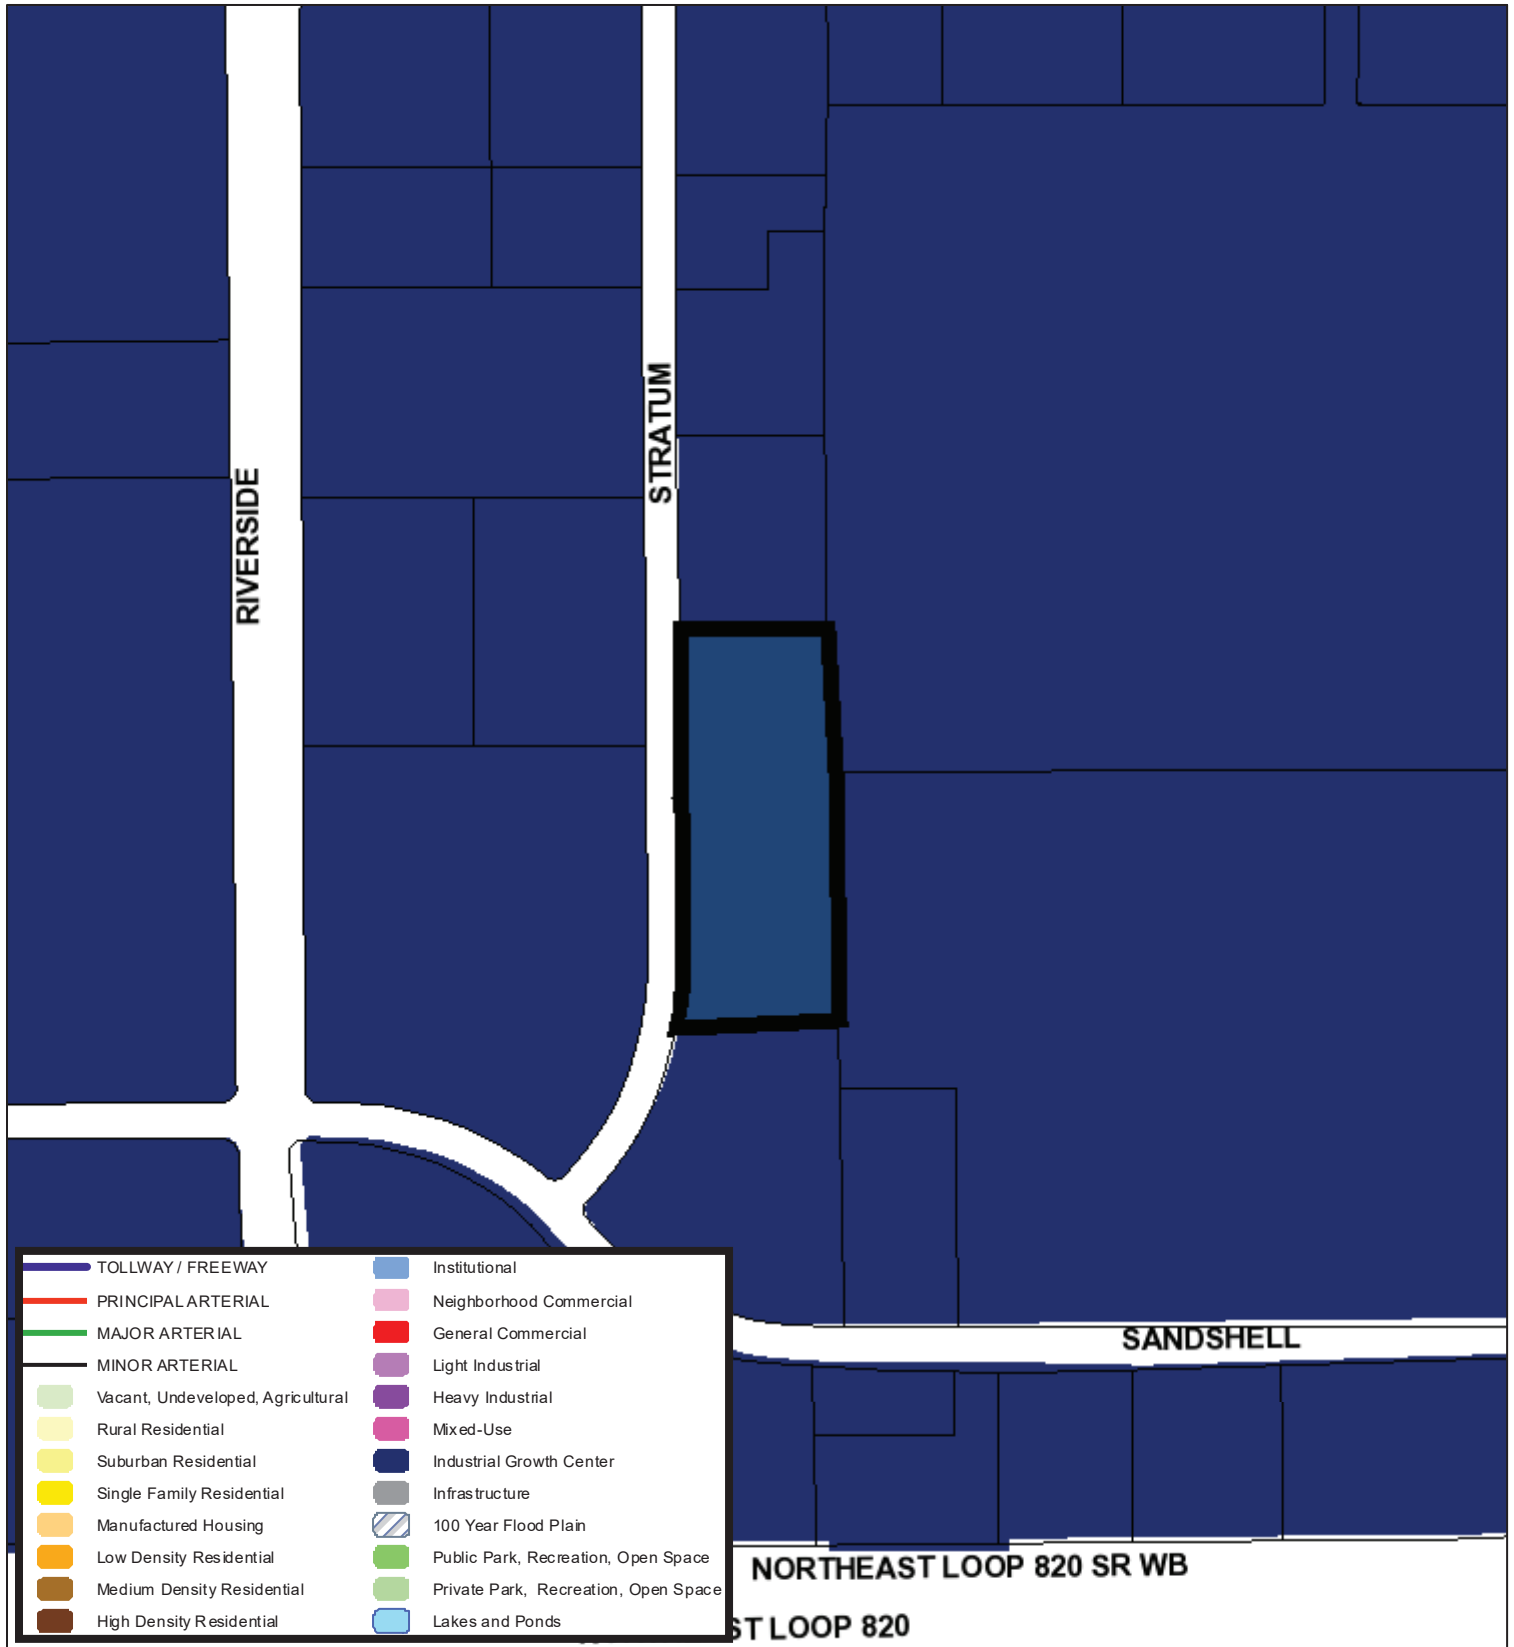 STRATUM
RIVERSIDE
TOLLWAY / FREEWAY
PRINCIPAL ARTERIAL
MAJOR ARTERIAL
MINOR ARTERIAL
Vacant, Undeveloped, Agricultural
Rural Residential
Suburban Residential
Single Family Residential
Manufactured Housing
Low Density Residential
Medium Density Residential
High Density Residential
Institutional
Neighborhood Commercial
General Commercial
Light Industrial
Heavy Industrial
Mixed-Use
Industrial Growth Center
Infrastructure
100 Year Flood Plain
Public Park, Recreation, Open Space
Private Park, Recreation, Open Space
Lakes and Ponds
SANDSHELL
NORTHEAST LOOP 820 SR WB
ST LOOP 820